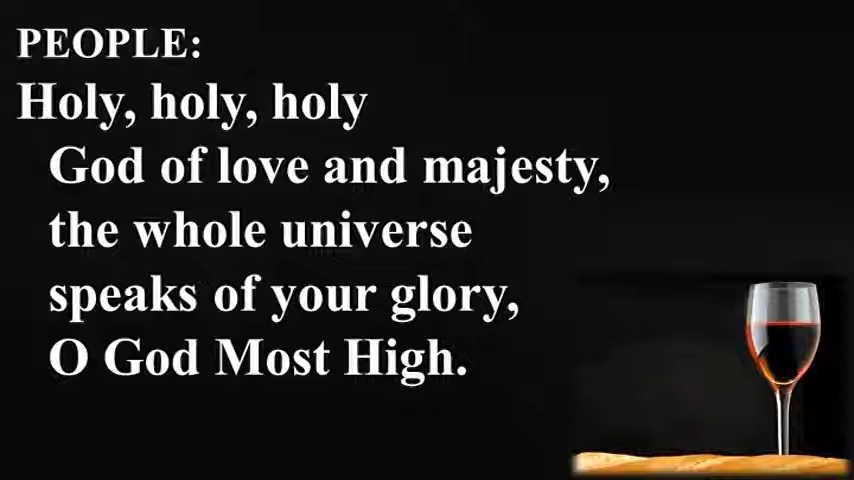 PEOPLE:
Holy, holy, holy
God of love and majesty,
the whole universe
speaks of your glory,
O God Most High.